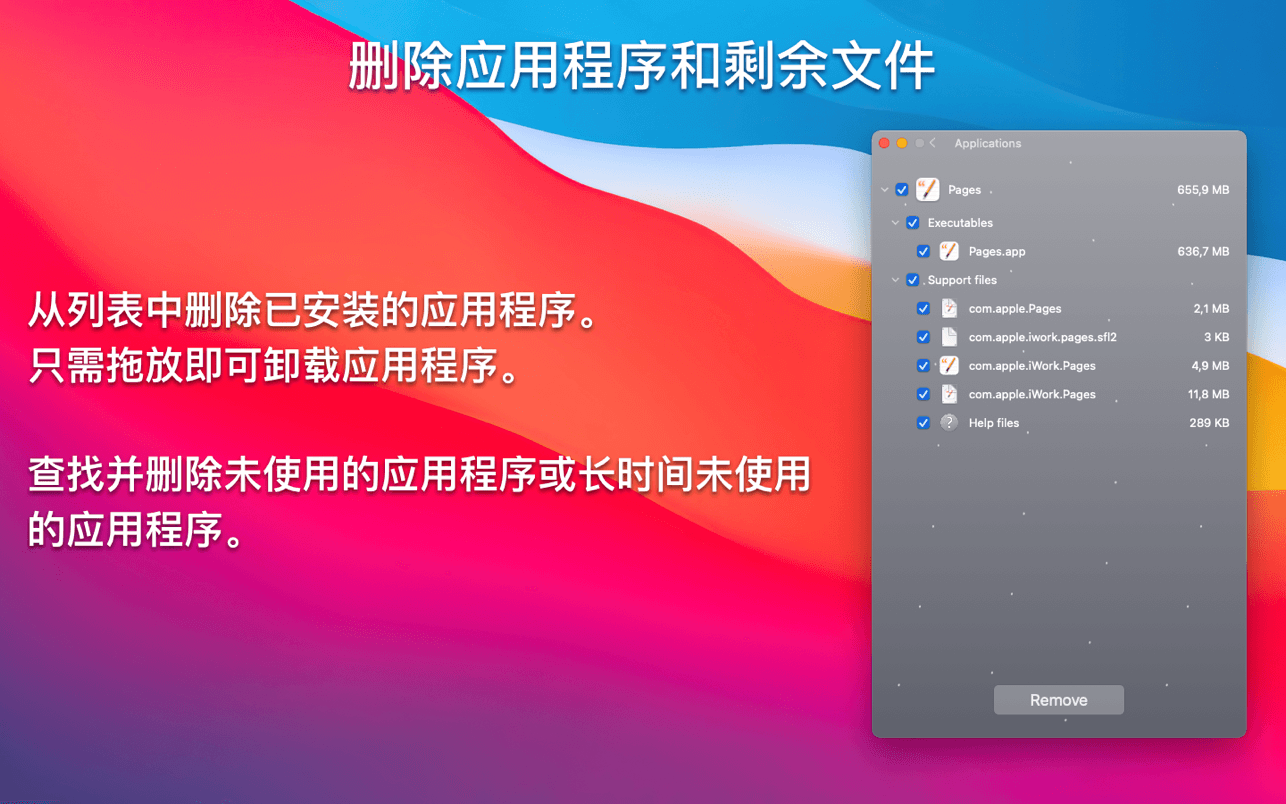 删除应用程序和剩余文件
从列表中删除已安装的应用程序。
只需拖放即可卸载应用程序。
查找并删除未使用的应用程序或长时间未使用
的应用程序。
Applications
Pages 655,9 MB
Executables
Pages.app 636,7 MB
Support files
com.apple.Pages 2,1 MB
com.apple.iwork.pages.sfl2 3 KB
com.apple.iWork.Pages 4,9 MB
com.apple.iWork.Pages 11,8 MB
? Help files 289 KB
Remove